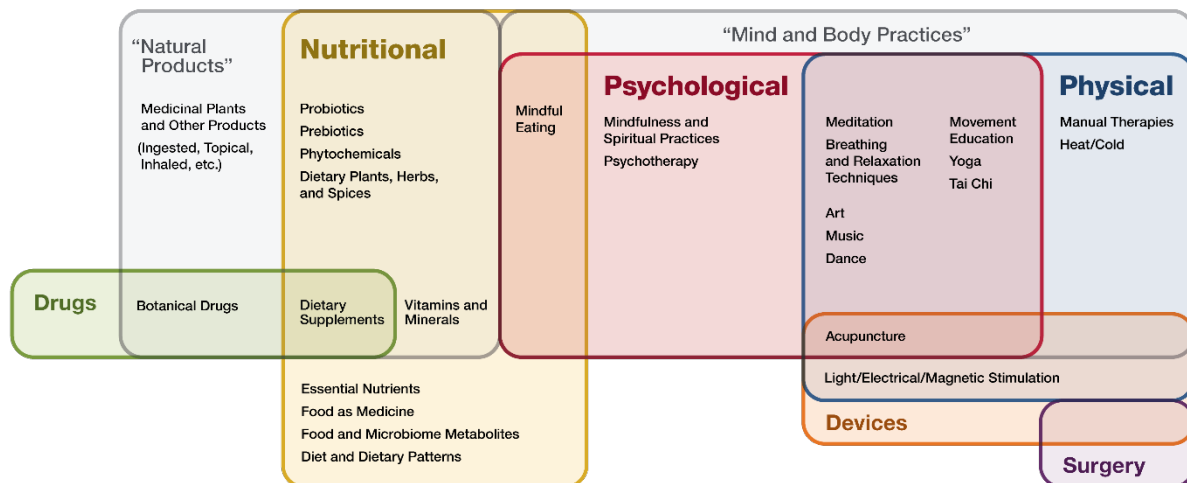 “Natural
Products”
Medicinal Plants
and Other Products
(Ingested, Topical,
Inhaled, etc.)
Nutritional
Probiotics
Prebiotics
Phytochemicals
Dietary Plants, Herbs,
and Spices
“Mind and Body Practices”
Mindful
Eating
Psychological
Mindfulness and
Spiritual Practices
Psychotherapy
Meditation
Breathing
and Relaxation
Techniques
Art
Music
Dance
Movement
Education
Yoga
Tai Chi
Physical
Manual Therapies
Heat/Cold
Drugs
Botanical Drugs
Dietary
Supplements
Vitamins and
Minerals
Acupuncture
Light/Electrical/Magnetic Stimulation
Essential Nutrients
Food as Medicine
Food and Microbiome Metabolites
Diet and Dietary Patterns
Devices
Surgery